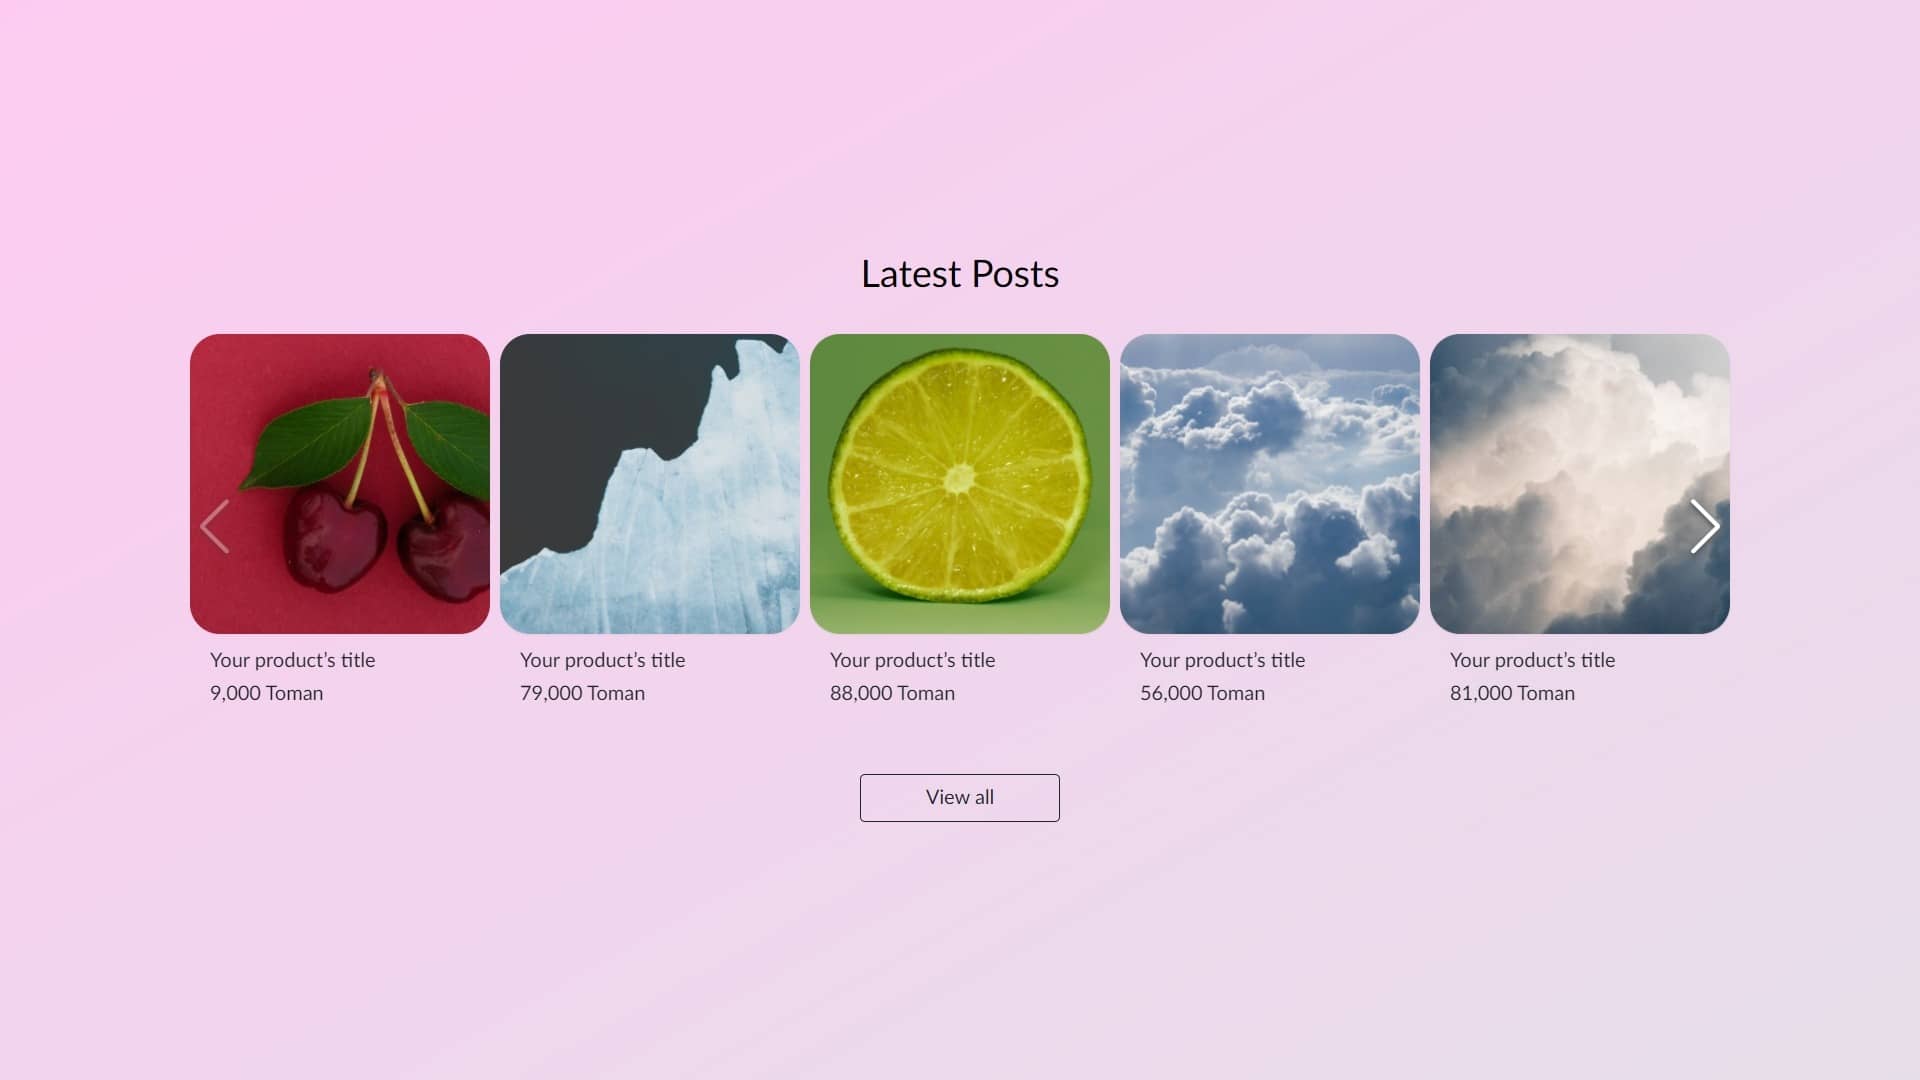 Latest Posts
Your product’s title
9,000 Toman
Your product’s title
79,000 Toman
Your product’s title
88,000 Toman
Your product’s title
56,000 Toman
Your product’s title
81,000 Toman
View all